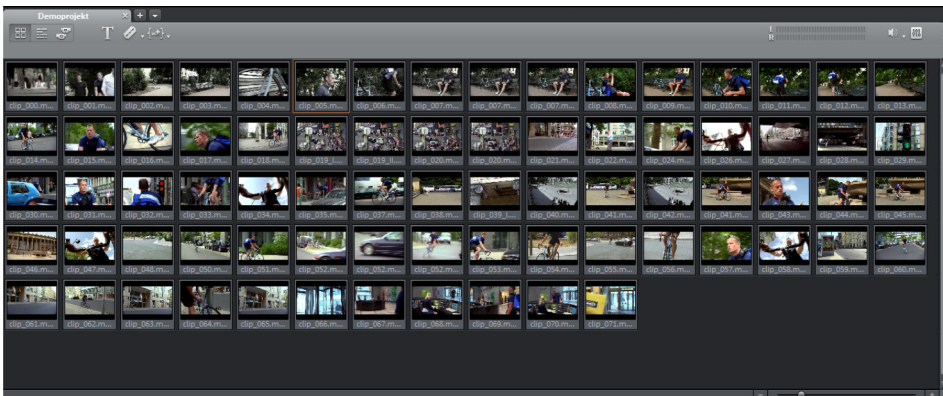 Demoprojekt
L
R
clip_000.m... clip_001.m... clip_002.m... clip_003.m... clip_004.m... clip_005.m... clip_006.m... clip_007.m... clip_007.m... clip_007.m... clip_008.m... clip_009.m... clip_010.m... clip_011.m... clip_012.m... clip_013.m...
clip_014.m... clip_015.m... clip_016.m... clip_017.m... clip_018.m... clip_019_I.... clip_019_II... clip_020.m... clip_020.m... clip_021.m... clip_022.m... clip_024.m... clip_026.m... clip_027.m... clip_028.m... clip_029.m...
clip_030.m... clip_031.m... clip_032.m... clip_033.m... clip_034.m... clip_035.m... clip_037.m... clip_038.m... clip_039_I.... clip_040.m... clip_041.m... clip_042.m... clip_041.m... clip_043.m... clip_044.m... clip_045.m...
clip_046.m... clip_047.m... clip_048.m... clip_050.m... clip_051.m... clip_052.m... clip_052.m... clip_052.m... clip_053.m... clip_054.m... clip_055.m... clip_056.m... clip_057.m... clip_058.m... clip_059.m... clip_060.m...
clip_061.m... clip_062.m... clip_063.m... clip_064.m... clip_065.m... clip_066.m... clip_067.m... clip_068.m... clip_069.m... clip_070.m... clip_071.m...